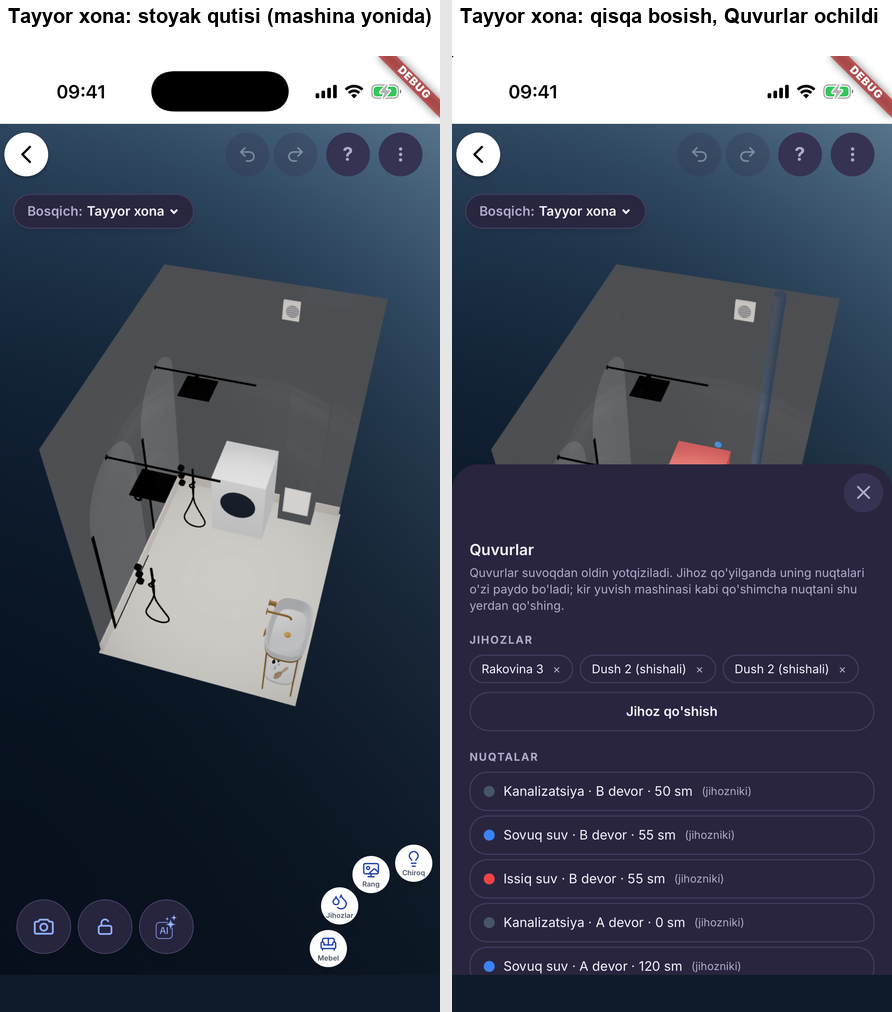 Tayyor xona: stoyak qutisi (mashina yonida)
09:41
DEBUG
?
Bosqich: Tayyor xona
Chiroq
Rang
Jihozlar
AI
Mebel
Tayyor xona: qisqa bosish, Quvurlar ochildi
09:41
DEBUG
?
Bosqich: Tayyor xona
Quvurlar
Quvurlar suvoqdan oldin yotqiziladi. Jihoz qo'yilganda uning nuqtalari
o'zi paydo bo'ladi; kir yuvish mashinasi kabi qo'shimcha nuqtani shu
yerdan qo'shing.
JIHOZLAR
Rakovina 3 × Dush 2 (shishali) × Dush 2 (shishali) ×
Jihoz qo'shish
NUQTALAR
Kanalizatsiya · B devor · 50 sm (jihozniki)
Sovuq suv · B devor · 55 sm (jihozniki)
Issiq suv · B devor · 55 sm (jihozniki)
Kanalizatsiya · A devor · 0 sm (jihozniki)
Sovuq suv · A devor · 120 sm (jihozniki)